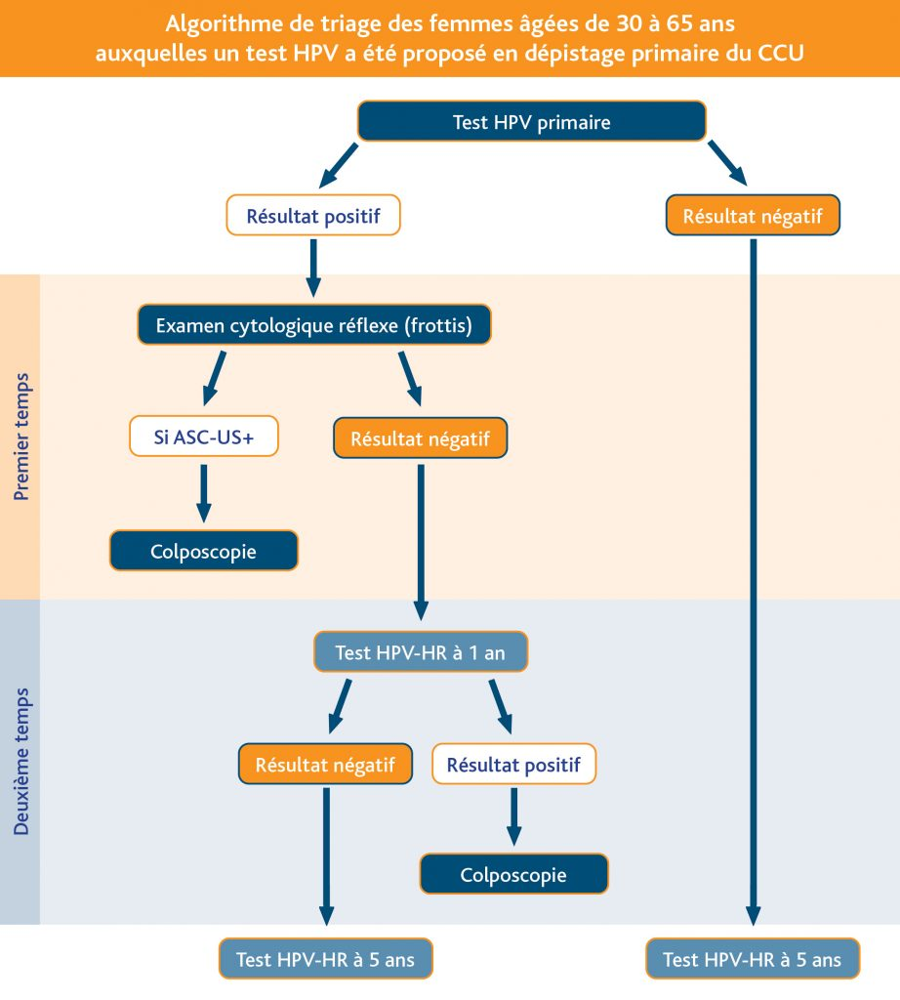 Algorithme de triage des femmes âgées de 30 à 65 ans
auxquelles un test HPV a été proposé en dépistage primaire du CCU
Test HPV primaire
Résultat positif
Résultat négatif
Premier temps
Examen cytologique réflexe (frottis)
Si ASC-US+
Résultat négatif
Colposcopie
Deuxième temps
Test HPV-HR à 1 an
Résultat négatif
Résultat positif
Colposcopie
Test HPV-HR à 5 ans
Test HPV-HR à 5 ans